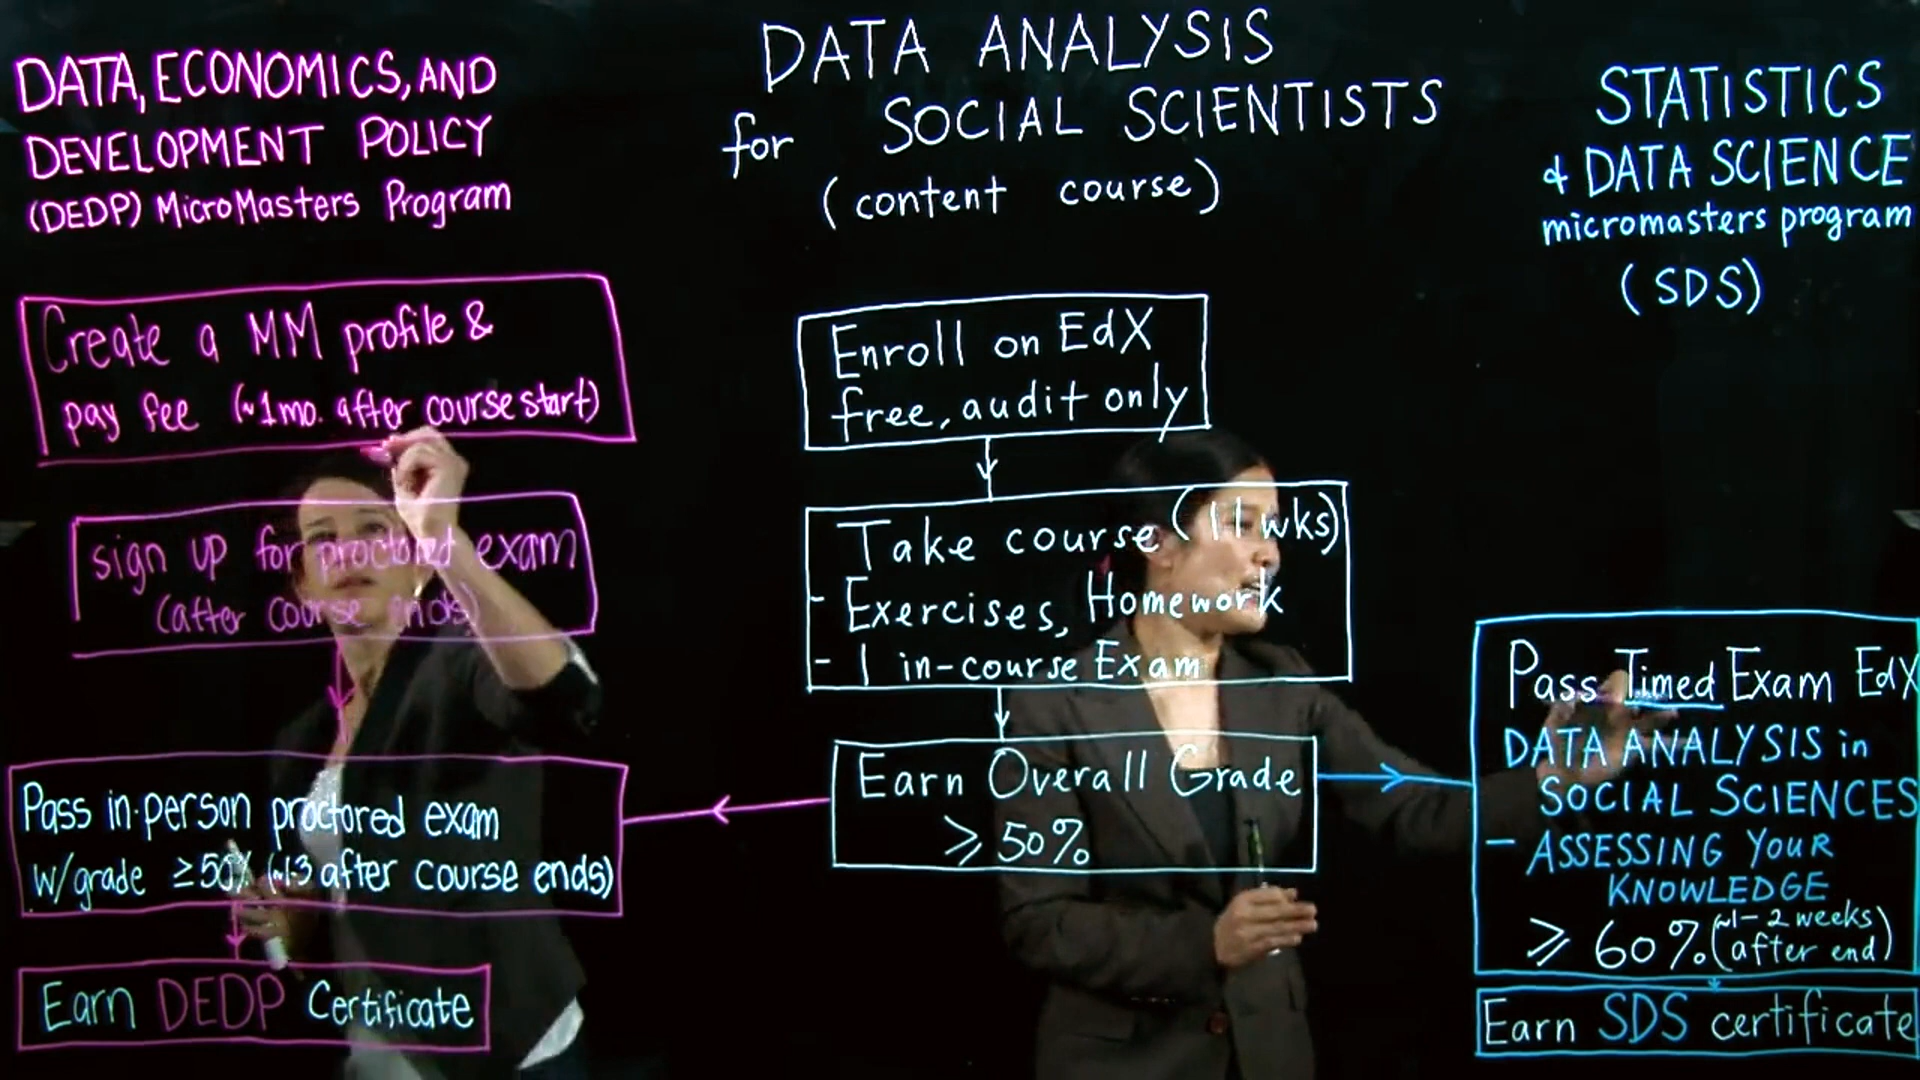 DATA, ECONOMICS, AND
DEVELOPMENT POLICY
(DEDP) MicroMasters Program
Create a MM profile &
pay fee (~1mo. after course start)
sign up for proctored exam
(after course ends)
Pass in-person proctored exam
w/grade ≥50% (~1-3 after course ends)
Earn DEDP Certificate
DATA ANALYSIS
for SOCIAL SCIENTISTS
(content course)
Enroll on EdX
free, audit only
Take course (11 wks)
- Exercises, Homework
- 1 in-course Exam
Earn Overall Grade
≥ 50%
STATISTICS
& DATA SCIENCE
micromasters program
(SDS)
Pass Timed Exam EdX
DATA ANALYSIS in
SOCIAL SCIENCES
- ASSESSING YOUR
KNOWLEDGE
≥ 60% (~1-2 weeks
after end)
Earn SDS certificate